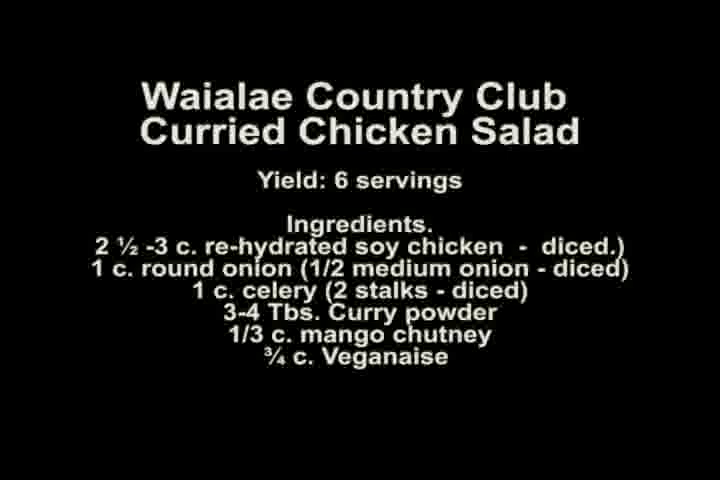 Waialae Country Club
Curried Chicken Salad
Yield: 6 servings
Ingredients.
2 ½ -3 c. re-hydrated soy chicken  -  diced.)
1 c. round onion (1/2 medium onion - diced)
1 c. celery (2 stalks - diced)
3-4 Tbs. Curry powder
1/3 c. mango chutney
¾ c. Veganaise